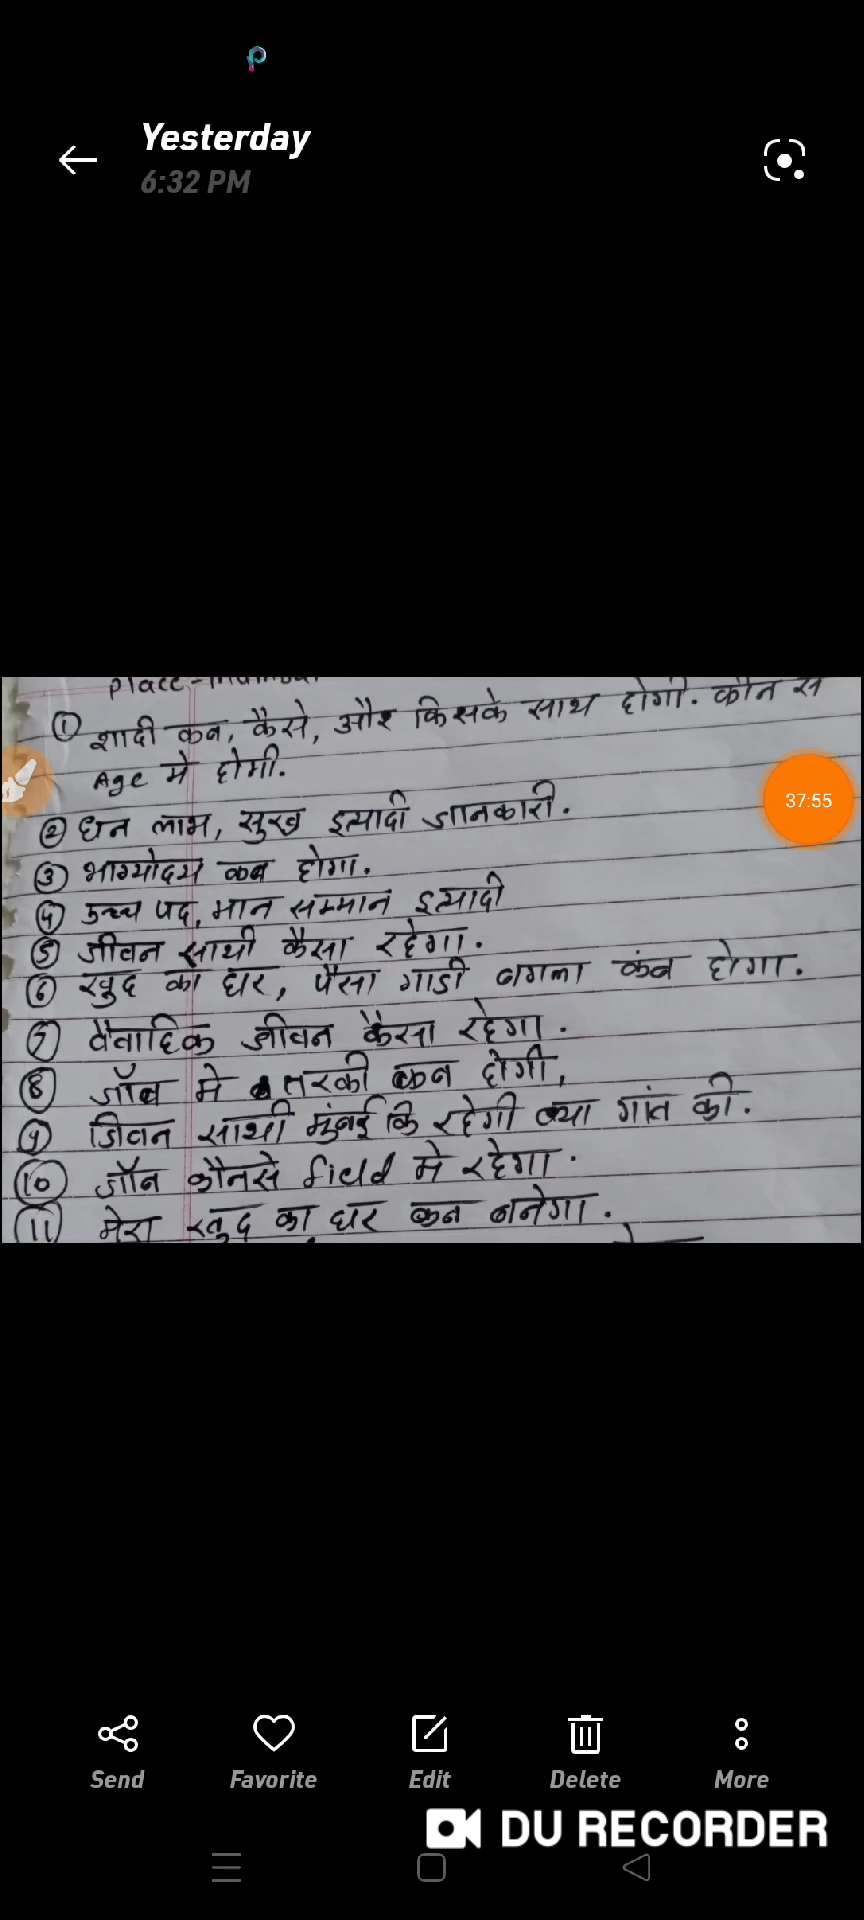 Yesterday
6:32 PM
Place-
① शादी कब, कैसे, और किसके साथ होगी. कौन से
Age मे होगी.
② धन लाभ, सुख इत्यादी जानकारी.
③ भाग्योदय कब होगा.
④ उच्च पद, मान सम्मान इत्यादी
⑤ जीवन साथी कैसा रहेगा.
⑥ खुद का घर, पैसा गाडी बगला कंब होगा.
⑦ वैवाहिक जीवन कैसा रहेगा.
⑧ जॉब मे तरकी कब होगी,
⑨ जिवन साथी मुंबई कि रहेगी क्या गांव की.
⑩ जॉब कौनसे field मे रहेगा.
⑪ मेरा खुद का घर कब बनेगा.
37:55
Send Favorite Edit Delete More
DU RECORDER